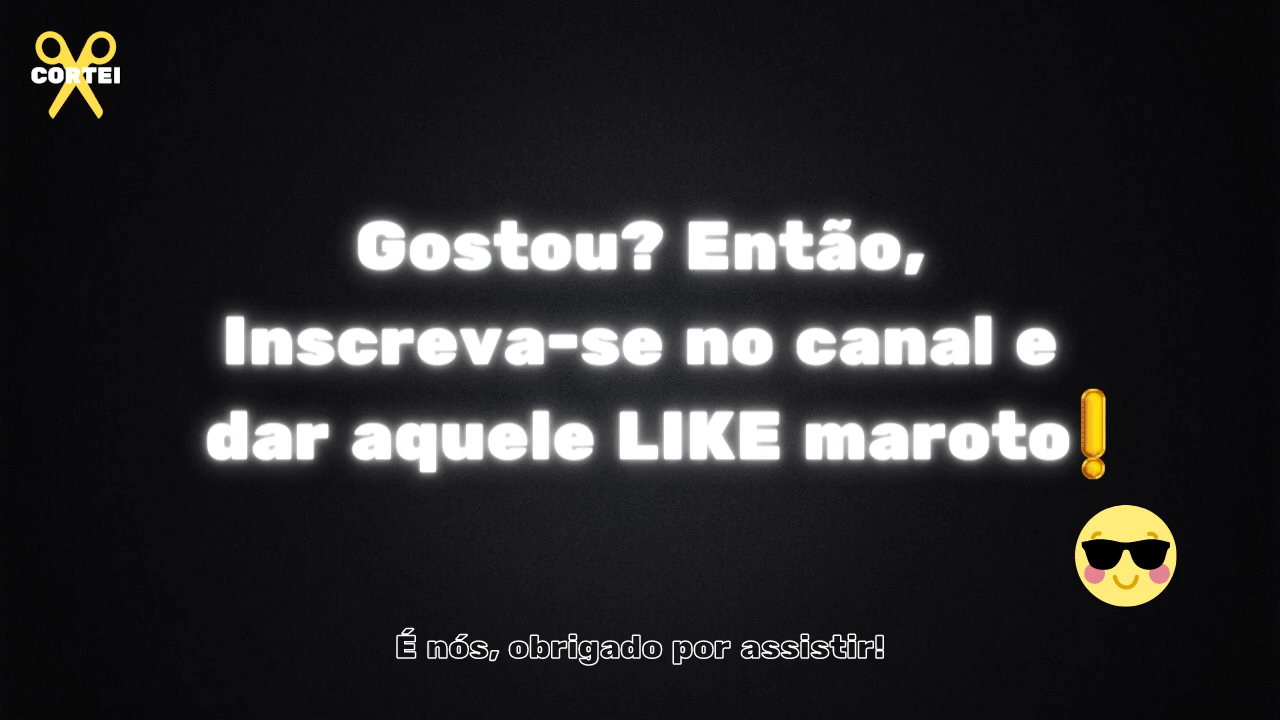 CORTEI
Gostou? Então,
Inscreva-se no canal e
dar aquele LIKE maroto!
É nós, obrigado por assistir!